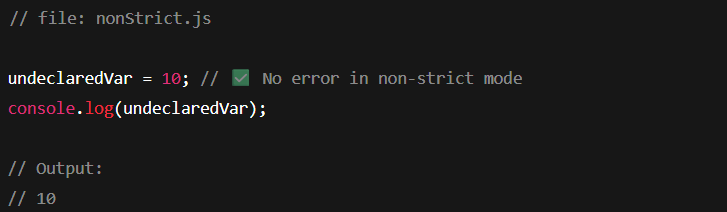 // file: nonStrict.js
undeclaredVar = 10; // ✅ No error in non-strict mode
console.log(undeclaredVar);
// Output:
// 10